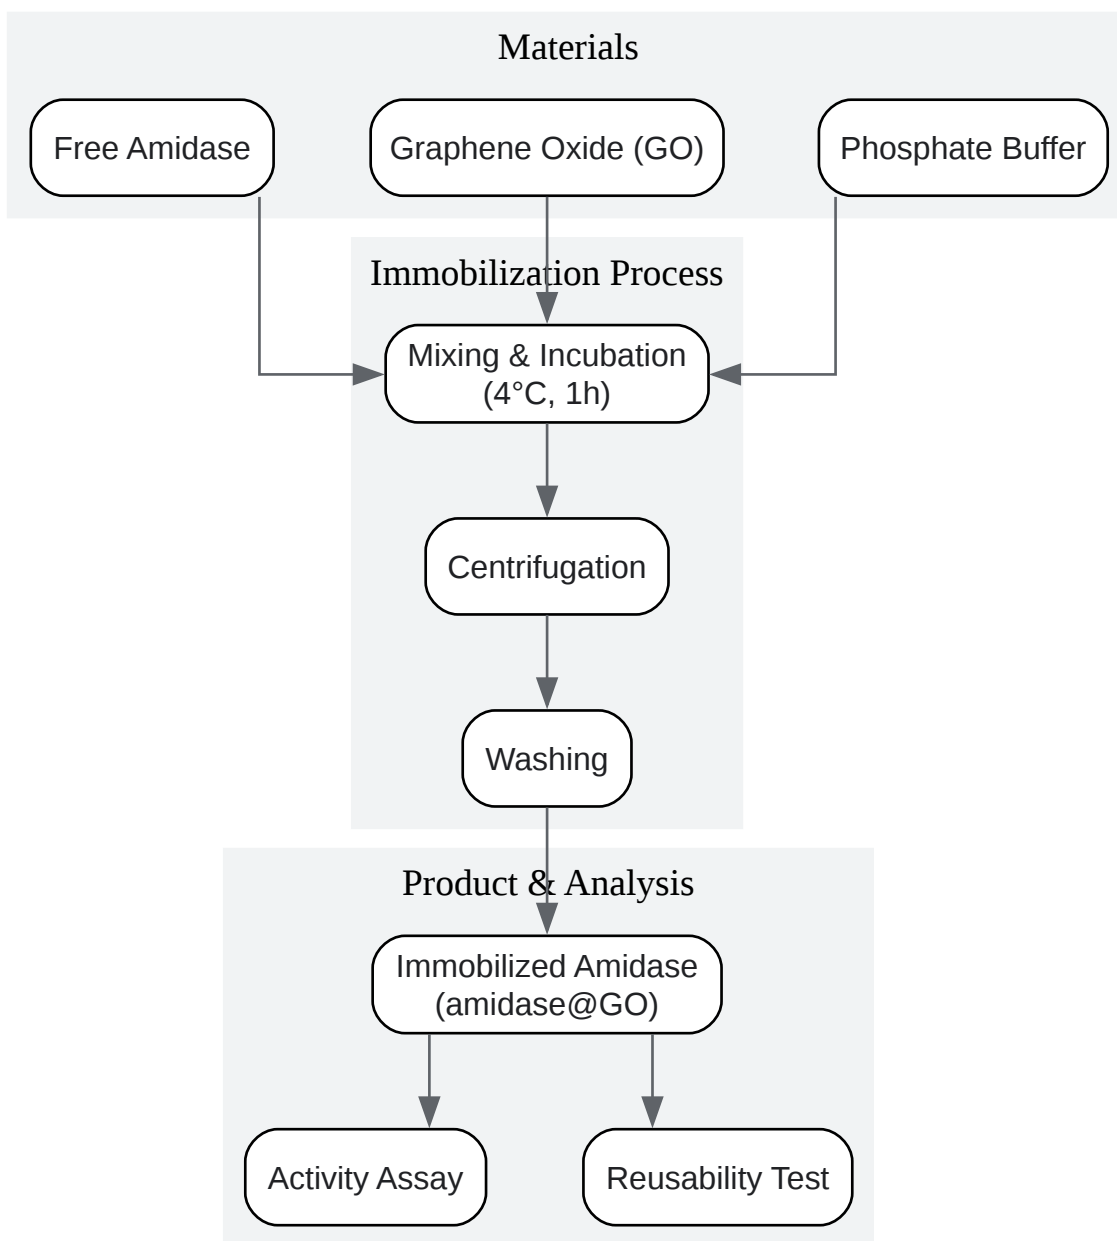 Materials
Free Amidase
Graphene Oxide (GO)
Phosphate Buffer
Immobilization Process
Mixing & Incubation
(4°C, 1h)
Centrifugation
Washing
Product & Analysis
Immobilized Amidase
(amidase@GO)
Activity Assay
Reusability Test